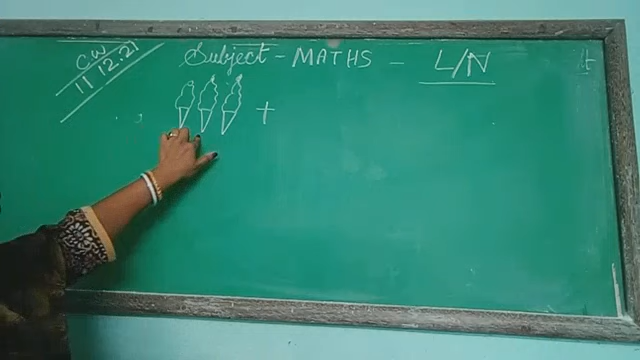 C.W
11.12.21
Subject - MATHS - L/N
+